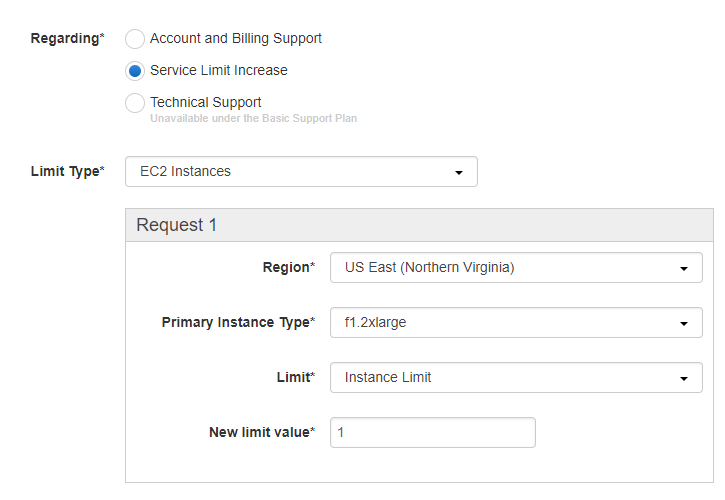 Regarding* Account and Billing Support
Service Limit Increase
Technical Support
Unavailable under the Basic Support Plan
Limit Type* EC2 Instances
Request 1
Region* US East (Northern Virginia)
Primary Instance Type* f1.2xlarge
Limit* Instance Limit
New limit value* 1